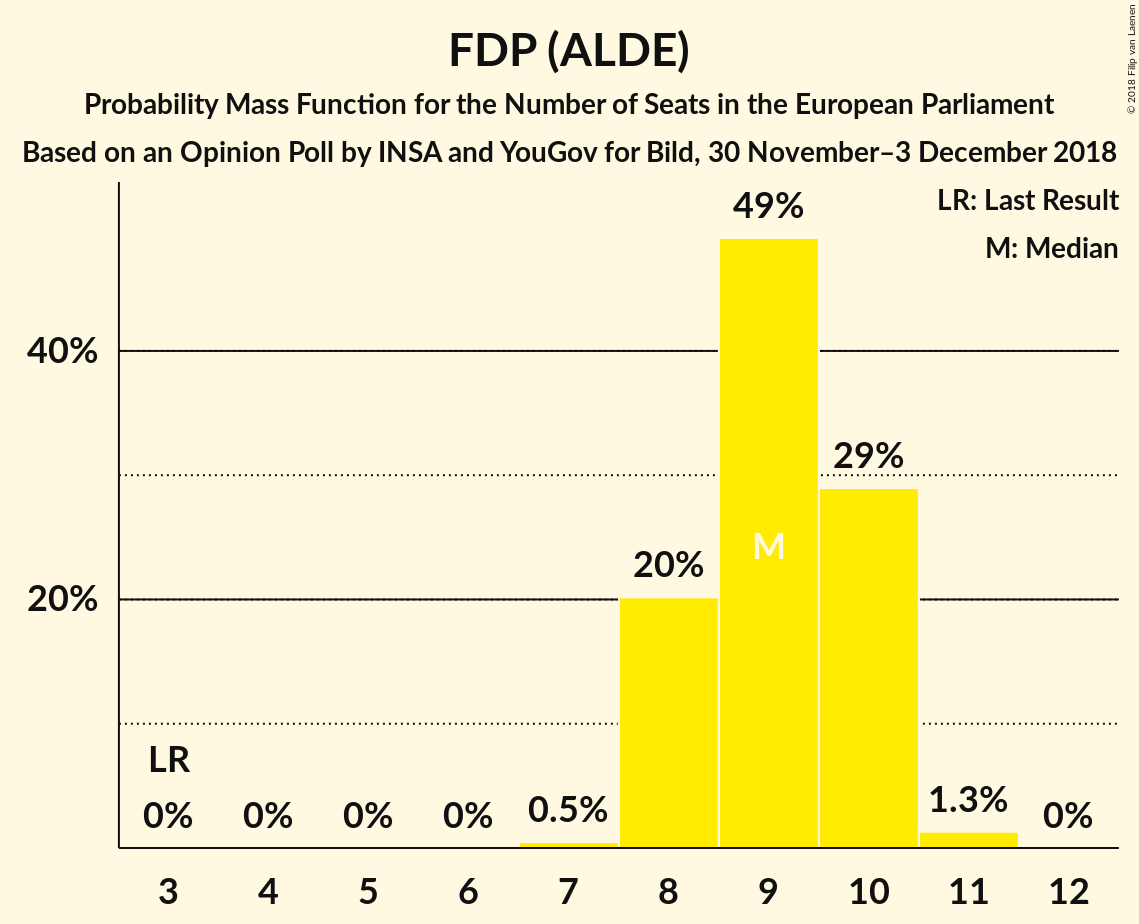 FDP (ALDE)
Probability Mass Function for the Number of Seats in the European Parliament
Based on an Opinion Poll by INSA and YouGov for Bild, 30 November–3 December 2018
© 2018 Filip van Laenen
LR: Last Result
M: Median
40%
20%
LR
0%
0%
0%
0%
0.5%
20%
49%
M
29%
1.3%
0%
3 4 5 6 7 8 9 10 11 12